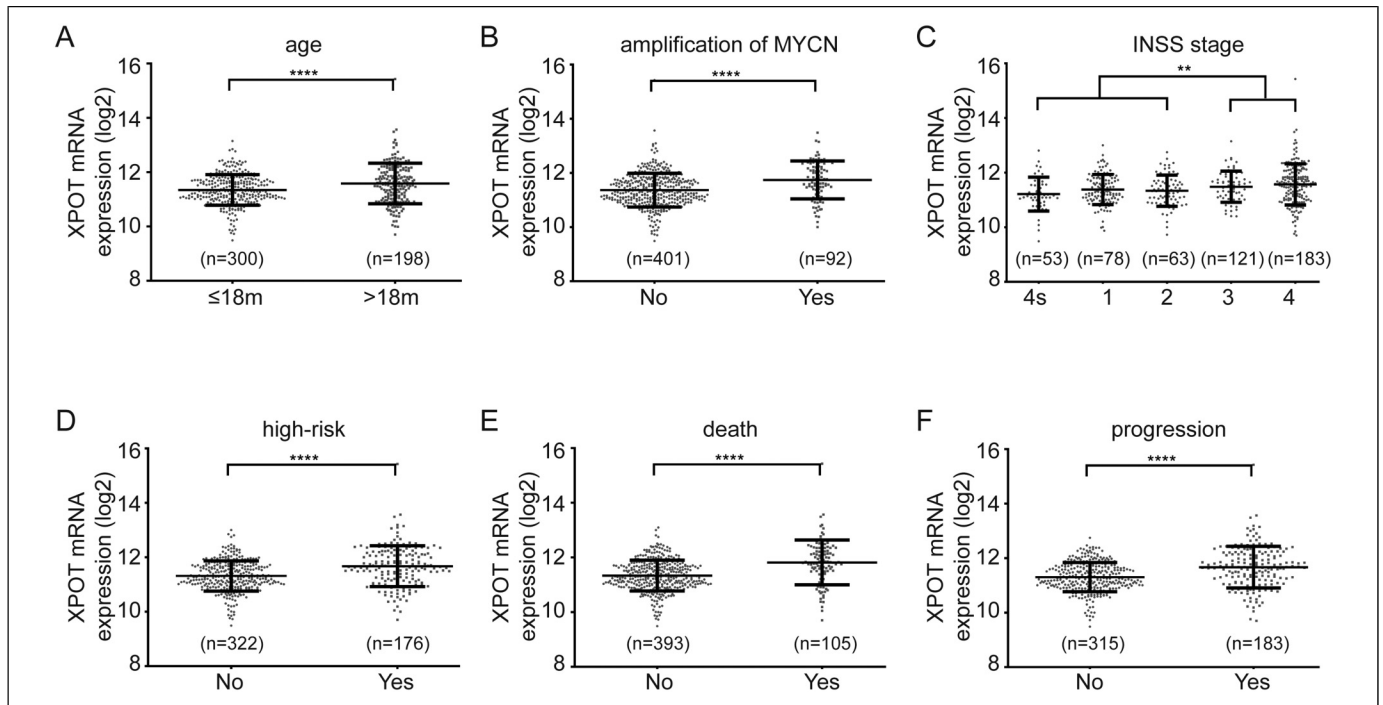 A
age
16
14
12
10
8
XPOT mRNA
expression (log2)
****
(n=300)
(n=198)
≤18m
>18m
B
amplification of MYCN
16
14
12
10
8
XPOT mRNA
expression (log2)
****
(n=401)
(n=92)
No
Yes
C
INSS stage
16
14
12
10
8
XPOT mRNA
expression (log2)
**
(n=53)
(n=78)
(n=63)
(n=121)
(n=183)
4s
1
2
3
4
D
high-risk
16
14
12
10
8
XPOT mRNA
expression (log2)
****
(n=322)
(n=176)
No
Yes
E
death
16
14
12
10
8
XPOT mRNA
expression (log2)
****
(n=393)
(n=105)
No
Yes
F
progression
16
14
12
10
8
XPOT mRNA
expression (log2)
****
(n=315)
(n=183)
No
Yes